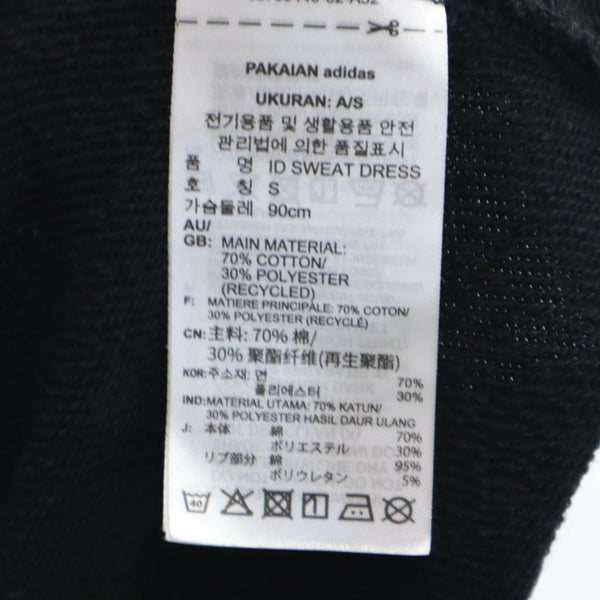 PAKAIAN adidas
UKURAN: A/S
전기용품 및 생활용품 안전
관리법에 의한 품질표시
품 명 ID SWEAT DRESS
호 칭 S
가슴둘레 90cm
AU/
GB: MAIN MATERIAL:
70% COTTON/
30% POLYESTER
(RECYCLED)
F: MATIERE PRINCIPALE: 70% COTON/
30% POLYESTER (RECYCLÉ)
CN: 主料: 70% 棉/
30% 聚酯纤维(再生聚酯)
KOR: 주소재: 면 70%
폴리에스터 30%
IND: MATERIAL UTAMA: 70% KATUN/
30% POLYESTER HASIL DAUR ULANG
J: 本体 綿 70%
ポリエステル 30%
リブ部分 綿 95%
ポリウレタン 5%
40